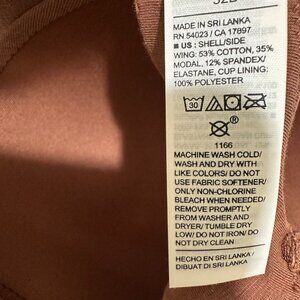 MADE IN SRI LANKA
RN 54023 / CA 17897
■ US : SHELL/SIDE
WING: 53% COTTON, 35%
MODAL, 12% SPANDEX/
ELASTANE, CUP LINING:
100% POLYESTER
30
1166
MACHINE WASH COLD/
WASH AND DRY WITH
LIKE COLORS/ DO NOT
USE FABRIC SOFTENER/
ONLY NON-CHLORINE
BLEACH WHEN NEEDED/
REMOVE PROMPTLY
FROM WASHER AND
DRYER/ TUMBLE DRY
LOW/ DO NOT IRON/ DO
NOT DRY CLEAN
HECHO EN SRI LANKA /
DIBUAT DI SRI LANKA